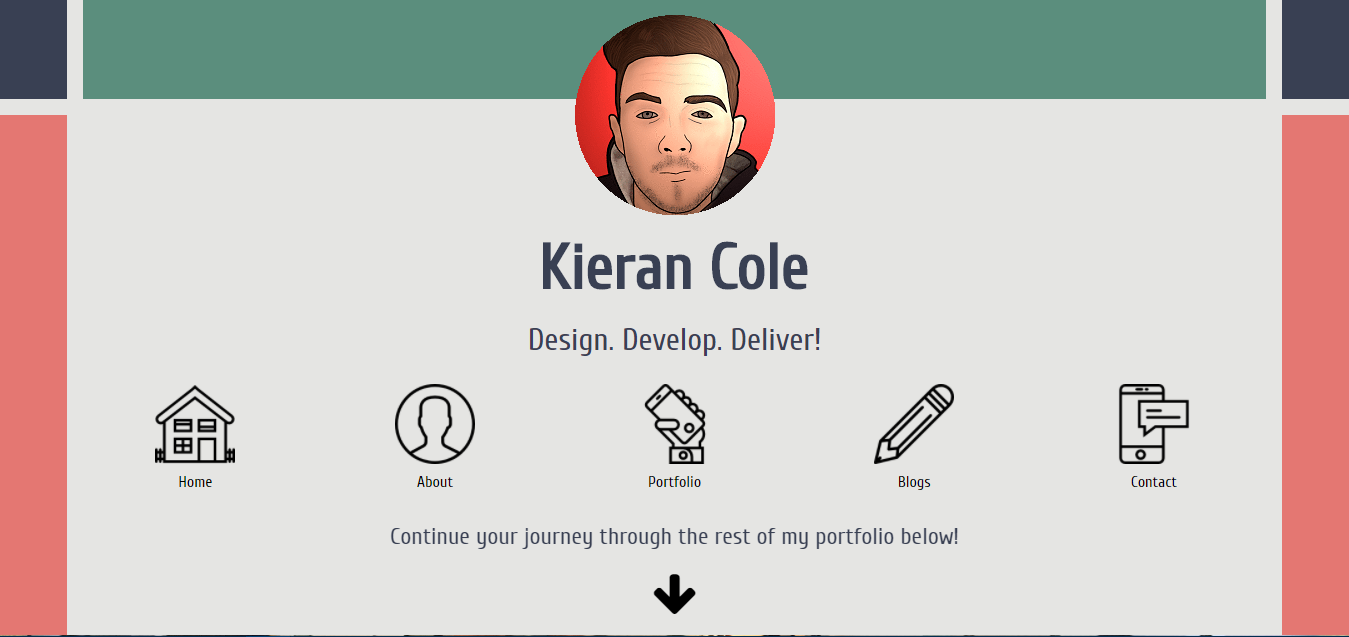 Kieran Cole
Design. Develop. Deliver!
Home
About
Portfolio
Blogs
Contact
Continue your journey through the rest of my portfolio below!